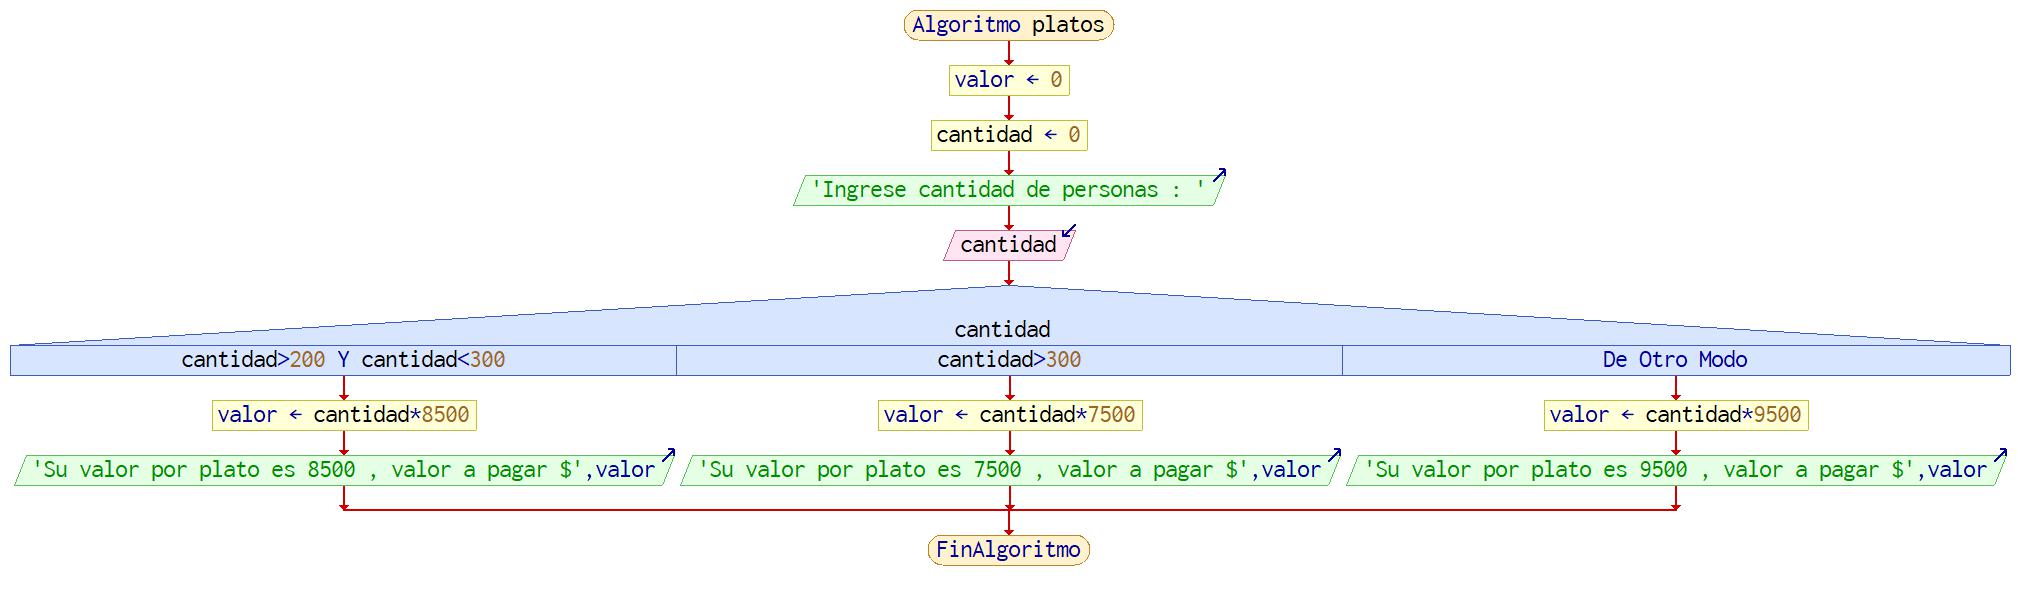 Algoritmo platos
valor ← 0
cantidad ← 0
'Ingrese cantidad de personas : '
cantidad
cantidad
cantidad>200 Y cantidad<300
cantidad>300
De Otro Modo
valor ← cantidad*8500
valor ← cantidad*7500
valor ← cantidad*9500
'Su valor por plato es 8500 , valor a pagar $',valor
'Su valor por plato es 7500 , valor a pagar $',valor
'Su valor por plato es 9500 , valor a pagar $',valor
FinAlgoritmo